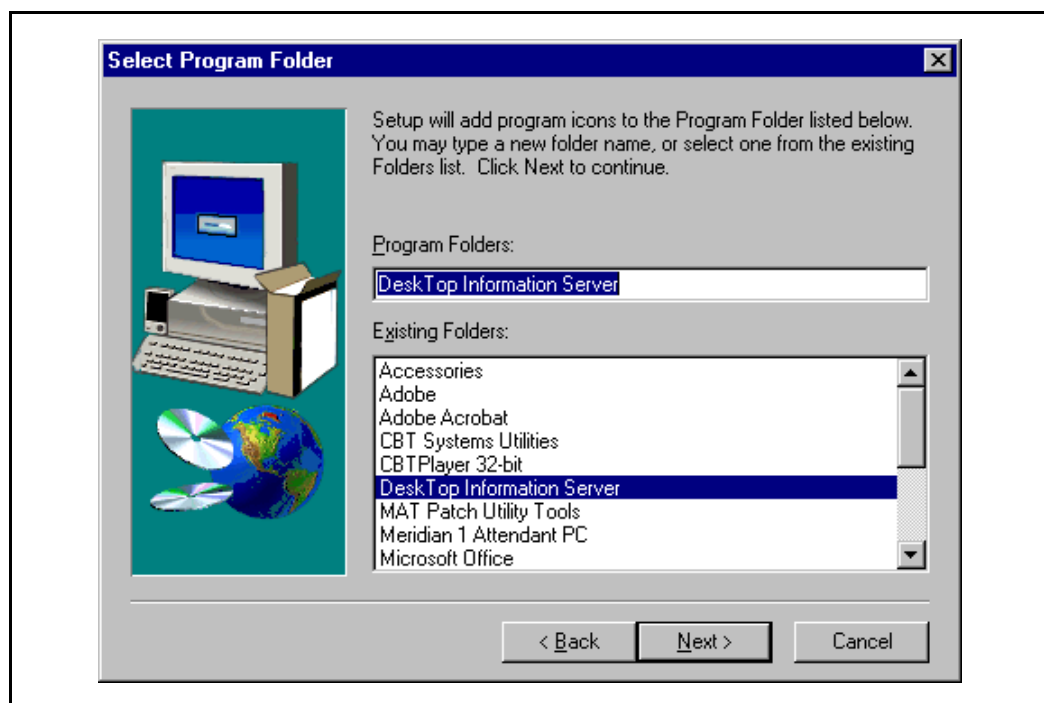 Select Program Folder
Setup will add program icons to the Program Folder listed below.
You may type a new folder name, or select one from the existing
Folders list.  Click Next to continue.
Program Folders:
DeskTop Information Server
Existing Folders:
Accessories
Adobe
Adobe Acrobat
CBT Systems Utilities
CBTPlayer 32-bit
DeskTop Information Server
MAT Patch Utility Tools
Meridian 1 Attendant PC
Microsoft Office
< Back
Next >
Cancel